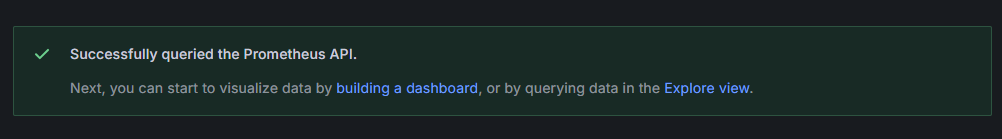 Successfully queried the Prometheus API.
Next, you can start to visualize data by building a dashboard, or by querying data in the Explore view.